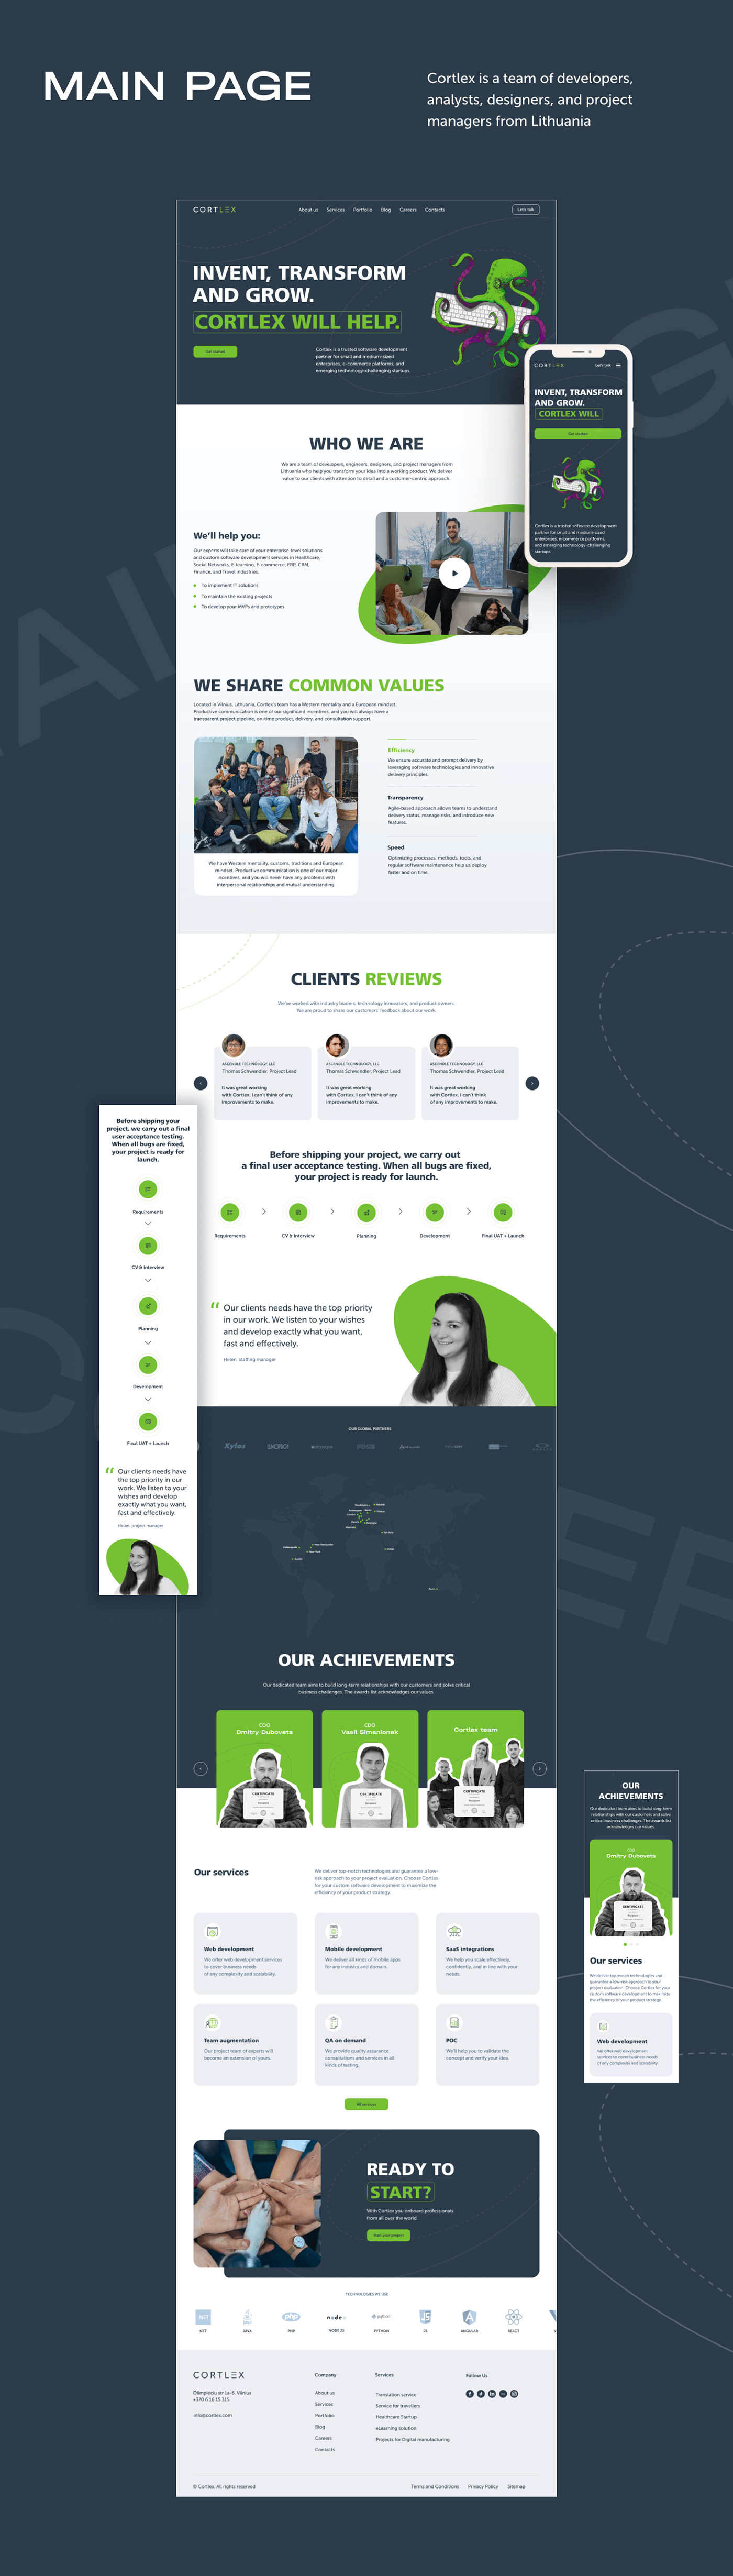 MAIN PAGE
Cortlex is a team of developers,
analysts, designers, and project
managers from Lithuania
CORTLEX
About us
Services
Portfolio
Blog
Careers
Contacts
Let's talk
INVENT, TRANSFORM
AND GROW.
CORTLEX WILL HELP.
Get started
Cortlex is a trusted software development
partner for small and medium-sized
enterprises, e-commerce platforms, and
emerging technology-challenging startups.
CORTLEX
Let's talk
INVENT, TRANSFORM
AND GROW.
CORTLEX WILL
Get started
Cortlex is a trusted software development
partner for small and medium-sized
enterprises, e-commerce platforms,
and emerging technology-challenging
startups.
WHO WE ARE
We are a team of developers, engineers, designers, and project managers from
Lithuania who help you transform your idea into a working product. We deliver
value to our clients with attention to detail and a customer-centric approach.
We'll help you:
Our experts will take care of your enterprise-level solutions
and custom software development services in Healthcare,
Social Networks, E-learning, E-commerce, ERP, CRM,
Finance, and Travel industries.
To implement IT solutions
To maintain the existing projects
To develop your MVPs and prototypes
WE SHARE COMMON VALUES
Located in Vilnius, Lithuania, Cortlex's team has a Western mentality and a European mindset.
Productive communication is one of our significant incentives, and you will always have a
transparent project pipeline, on-time product, delivery, and consultation support.
Efficiency
We ensure accurate and prompt delivery by
leveraging software technologies and innovative
delivery principles.
Transparency
Agile-based approach allows teams to understand
delivery status, manage risks, and introduce new
features.
Speed
Optimizing processes, methods, tools, and
regular software maintenance help us deploy
faster and on time.
We have Western mentality, customs, traditions and European
mindset. Productive communication is one of our major
incentives, and you will never have any problems with
interpersonal relationships and mutual understanding.
CLIENTS REVIEWS
We've worked with industry leaders, technology innovators, and product owners.
We are proud to share our customers' feedback about our work.
ASCENDLE TECHNOLOGY, LLC
Thomas Schwendler, Project Lead
It was great working
with Cortlex. I can't think of any
improvements to make.
ASCENDLE TECHNOLOGY, LLC
Thomas Schwendler, Project Lead
It was great working
with Cortlex. I can't think of any
improvements to make.
ASCENDLE TECHNOLOGY, LLC
Thomas Schwendler, Project Lead
It was great working
with Cortlex. I can't think
of any improvements to make.
Before shipping your project, we carry out
a final user acceptance testing. When all bugs are fixed,
your project is ready for launch.
Requirements
CV & Interview
Planning
Development
Final UAT + Launch
Before shipping your
project, we carry out a final
user acceptance testing.
When all bugs are fixed,
your project is ready for
launch.
Requirements
CV & Interview
Planning
Development
Final UAT + Launch
Our clients needs have
the top priority in our
work. We listen to your
wishes and develop
exactly what you want,
fast and effectively.
Helen, project manager
Our clients needs have the top priority
in our work. We listen to your wishes
and develop exactly what you want,
fast and effectively.
Helen, staffing manager
OUR GLOBAL PARTNERS
Xyles
OUR ACHIEVEMENTS
Our dedicated team aims to build long-term relationships with our customers and solve critical
business challenges. The awards list acknowledges our values.
COO
Dmitry Dubovets
CERTIFICATE
CDO
Vasil Simanionak
CERTIFICATE
Cortlex team
CERTIFICATE
OUR
ACHIEVEMENTS
Our dedicated team aims to build long-term
relationships with our customers and solve
critical business challenges. The awards list
acknowledges our values.
COO
Dmitry Dubovets
CERTIFICATE
Our services
We deliver top-notch technologies and
guarantee a low-risk approach to your
project evaluation. Choose Cortlex for your
custom software development to maximize
the efficiency of your product strategy.
Web development
We offer web development
services to cover business needs
of any complexity and scalability.
Our services
We deliver top-notch technologies and guarantee a low-
risk approach to your project evaluation. Choose Cortlex
for your custom software development to maximize the
efficiency of your product strategy.
Web development
We offer web development services
to cover business needs
of any complexity and scalability.
Mobile development
We deliver all kinds of mobile apps
for any industry and domain.
SaaS integrations
We help you scale effectively,
confidently, and in line with your
needs.
Team augmentation
Our project team of experts will
become an extension of yours.
QA on demand
We provide quality assurance
consultations and services in all
kinds of testing.
POC
We'll help you to validate the
concept and verify your idea.
All services
READY TO
START?
With Cortlex you onboard professionals
from all over the world.
Start your project
TECHNOLOGIES WE USE
NET
JAVA
PHP
NODE JS
PYTHON
JS
ANGULAR
REACT
CORTLEX
Olimpieciu str 1a-6, Vilnius
+370 6 16 15 315
info@cortlex.com
Company
About us
Services
Portfolio
Blog
Careers
Contacts
Services
Translation service
Service for travellers
Healthcare Startup
eLearning solution
Projects for Digital manufacturing
Follow Us
© Cortlex. All rights reserved
Terms and Conditions
Privacy Policy
Sitemap